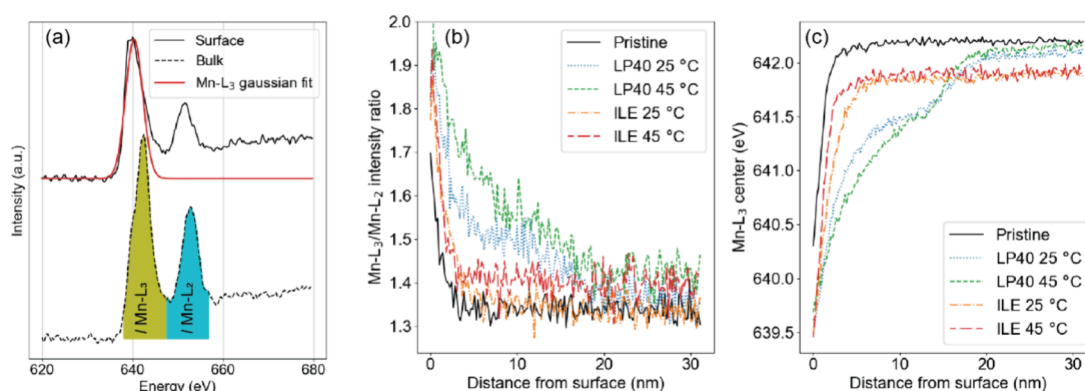 (a)
Surface
Bulk
Mn-L₃ gaussian fit
I Mn-L₃
I Mn-L₂
Intensity (a.u.)
620 640 660 680
Energy (eV)
(b)
Pristine
LP40 25 °C
LP40 45 °C
ILE 25 °C
ILE 45 °C
Mn-L₃/Mn-L₂ intensity ratio
2.0
1.9
1.8
1.7
1.6
1.5
1.4
1.3
0 10 20 30
Distance from surface (nm)
(c)
Mn-L₃ center (eV)
642.0
641.5
641.0
640.5
640.0
639.5
Pristine
LP40 25 °C
LP40 45 °C
ILE 25 °C
ILE 45 °C
0 10 20 30
Distance from surface (nm)